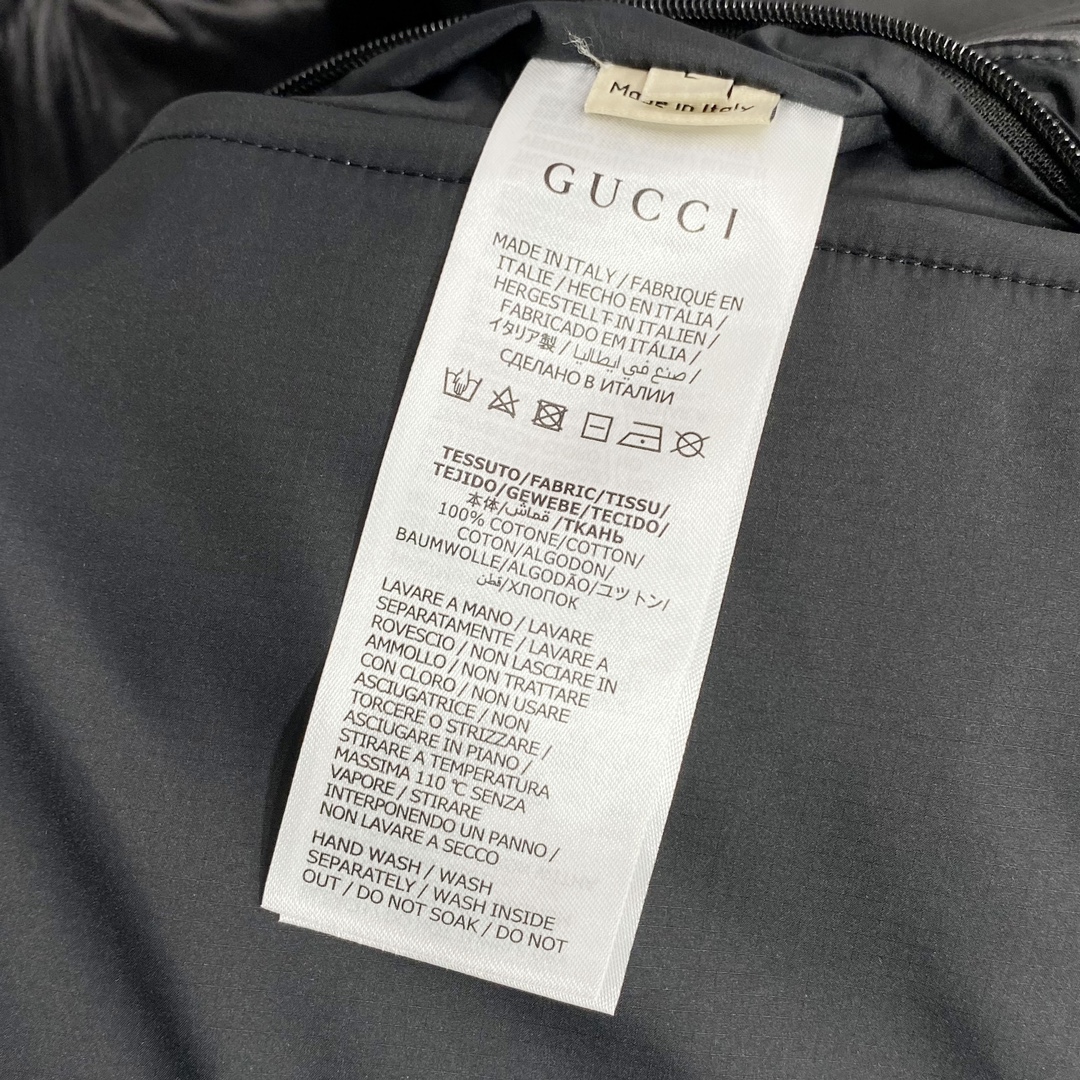 Made in Italy
GUCCI
MADE IN ITALY / FABRIQUÉ EN
ITALIE / HECHO EN ITALIA /
HERGESTELLT IN ITALIEN /
FABRICADO EM ITÁLIA /
イタリア製 / صنع في ايطاليا /
СДЕЛАНО В ИТАЛИИ
TESSUTO/FABRIC/TISSU/
TEJIDO/GEWEBE/TECIDO/
本体/قماش/ТКАНЬ
100% COTONE/COTTON/
COTON/ALGODON/
BAUMWOLLE/ALGODÃO/コットン/
قطن/ХЛОПОК
LAVARE A MANO / LAVARE
SEPARATAMENTE / LAVARE A
ROVESCIO / NON LASCIARE IN
AMMOLLO / NON TRATTARE
CON CLORO / NON USARE
ASCIUGATRICE / NON
TORCERE O STRIZZARE /
ASCIUGARE IN PIANO /
STIRARE A TEMPERATURA
MASSIMA 110 °C SENZA
VAPORE / STIRARE
INTERPONENDO UN PANNO /
NON LAVARE A SECCO
HAND WASH / WASH
SEPARATELY / WASH INSIDE
OUT / DO NOT SOAK / DO NOT